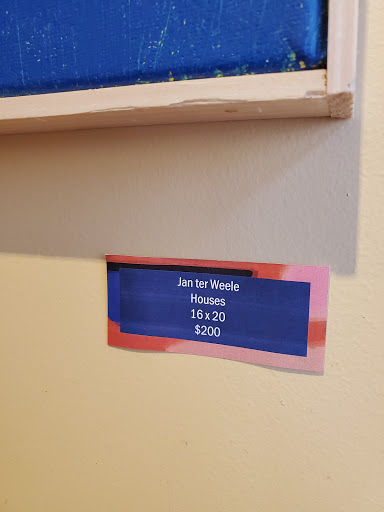 Jan ter Weele
Houses
16 x 20
$200